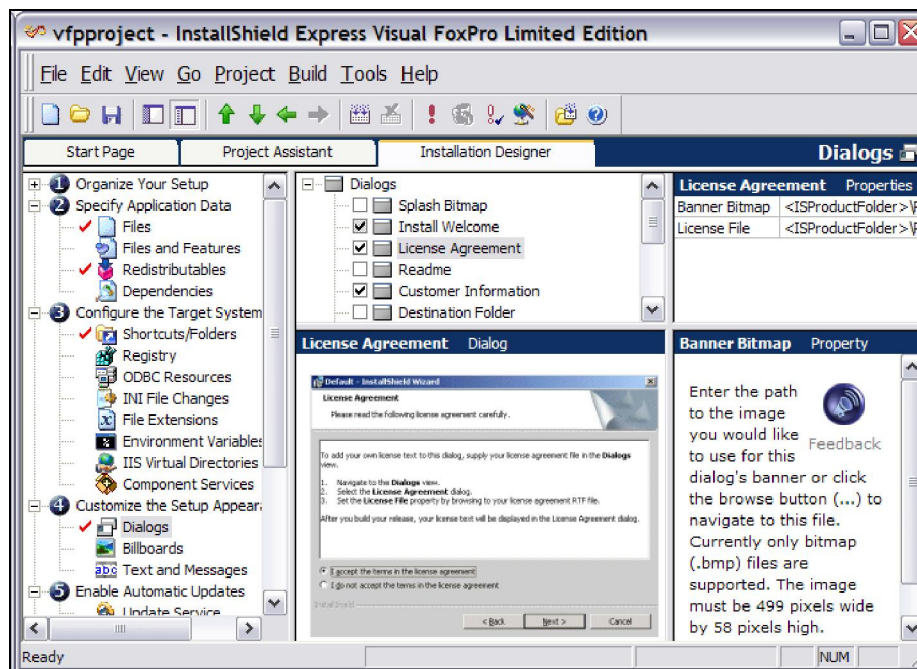 vfpproject - InstallShield Express Visual FoxPro Limited Edition
File Edit View Go Project Build Tools Help
Start Page
Project Assistant
Installation Designer
Dialogs
1 Organize Your Setup
2 Specify Application Data
Files
Files and Features
Redistributables
Dependencies
3 Configure the Target System
Shortcuts/Folders
Registry
ODBC Resources
INI File Changes
File Extensions
Environment Variables
IIS Virtual Directories
Component Services
4 Customize the Setup Appear
Dialogs
Billboards
abc Text and Messages
5 Enable Automatic Updates
Update Service
Dialogs
Splash Bitmap
Install Welcome
License Agreement
Readme
Customer Information
Destination Folder
License Agreement Properties
Banner Bitmap <ISProductFolder>\
License File <ISProductFolder>\
License Agreement Dialog
Default - InstallShield Wizard
License Agreement
Please read the following license agreement carefully.
To add your own license text to this dialog, supply your license agreement file in the Dialogs
view.
1. Navigate to the Dialogs view.
2. Select the License Agreement dialog.
3. Set the License File property by browsing to your license agreement RTF file.
After you build your release, your license text will be displayed in the License Agreement dialog.
I accept the terms in the license agreement
I do not accept the terms in the license agreement
InstallShield
< Back
Next >
Cancel
Banner Bitmap Property
Enter the path
to the image
you would like
to use for this
dialog's banner or click
the browse button (...) to
navigate to this file.
Currently only bitmap
(.bmp) files are
supported. The image
must be 499 pixels wide
by 58 pixels high.
Feedback
Ready
NUM